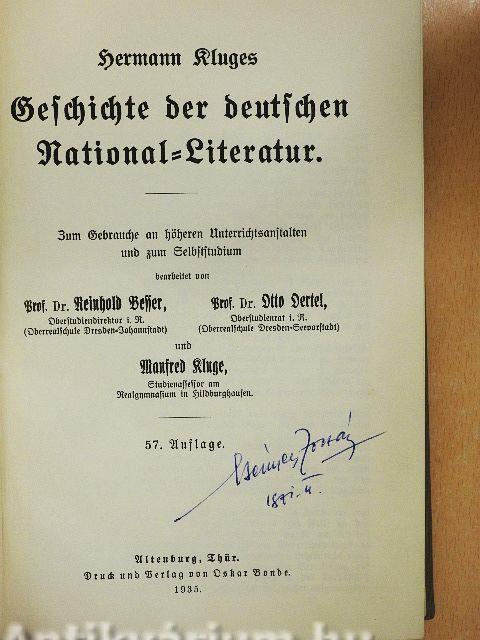 Hermann Kluges
Geschichte der deutschen
National=Literatur.
Zum Gebrauche an höheren Unterrichtsanstalten
und zum Selbststudium
bearbeitet von
Prof. Dr. Reinhold Besser,
Oberstudiendirektor i. R.
(Oberrealschule Dresden-Johannstadt)
Prof. Dr. Otto Oertel,
Oberstudienrat i. R.
(Oberrealschule Dresden-Seevorstadt)
und
Manfred Kluge,
Studienassessor am
Realgymnasium in Hildburghausen.
57. Auflage.
Altenburg, Thür.
Druck und Verlag von Oskar Bonde.
1935.
Antikvárium.hu